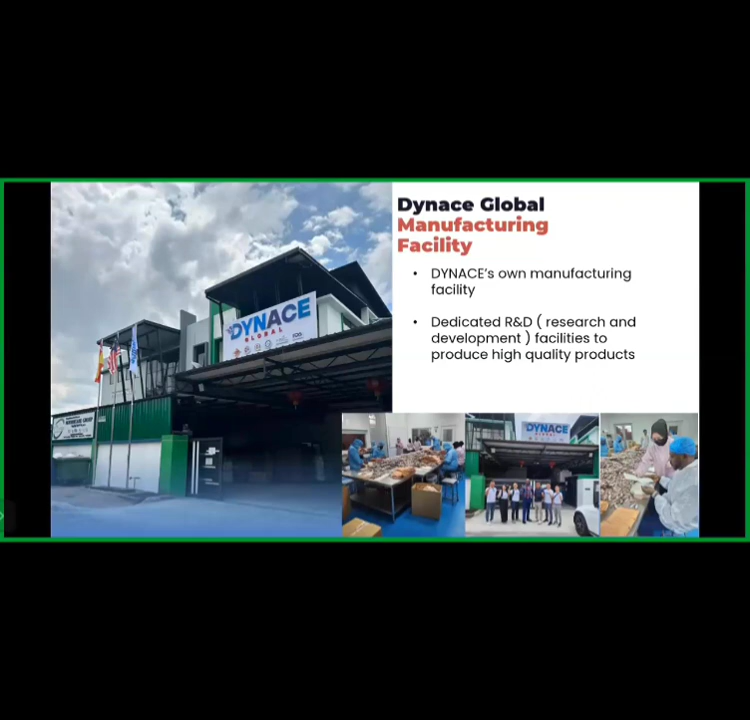 Dynace Global
Manufacturing
Facility
• DYNACE's own manufacturing
facility
• Dedicated R&D ( research and
development ) facilities to
produce high quality products
DYNACE
GLOBAL
DYNACE